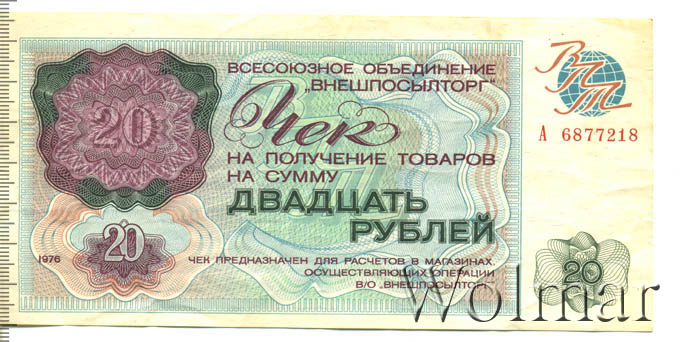 20
ВСЕСОЮЗНОЕ ОБЪЕДИНЕНИЕ
„ВНЕШПОСЫЛТОРГ"
ВПТ
Чек
А 6877218
НА ПОЛУЧЕНИЕ ТОВАРОВ
НА СУММУ
ДВАДЦАТЬ
РУБЛЕЙ
20
1976
ЧЕК ПРЕДНАЗНАЧЕН ДЛЯ РАСЧЕТОВ В МАГАЗИНАХ,
ОСУЩЕСТВЛЯЮЩИХ ОПЕРАЦИИ
В/О „ВНЕШПОСЫЛТОРГ"
20
Wolmar